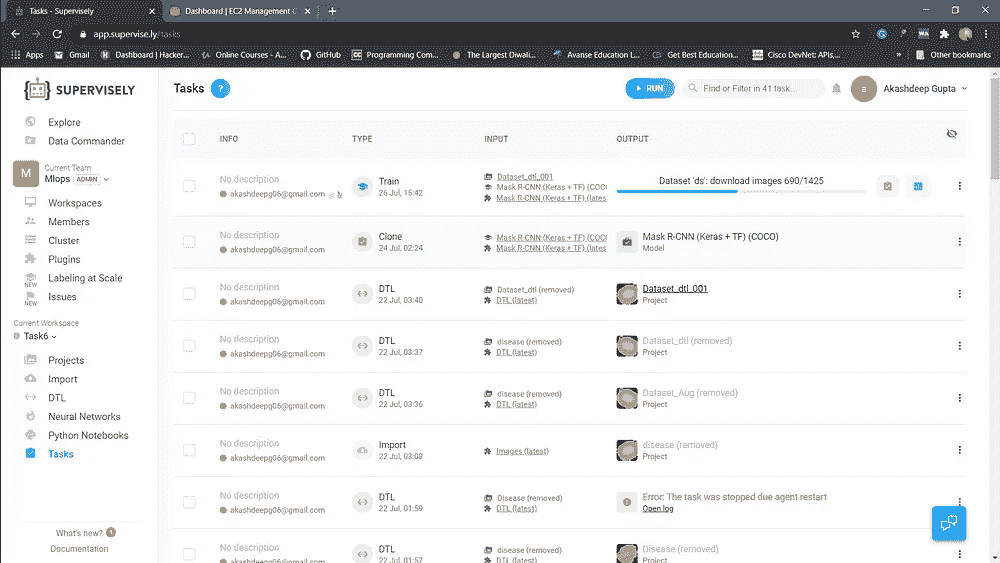 Tasks - Supervisely
Dashboard | EC2 Management C
app.supervise.ly/tasks
Apps
Gmail
Dashboard | Hacker...
Online Courses - A...
GitHub
Programming Com...
The Largest Diwali...
Avanse Education L...
Get Best Education...
Cisco DevNet: APIs,...
Other bookmarks
SUPERVISELY
Tasks
?
RUN
Find or Filter in 41 task...
a
Akashdeep Gupta
Explore
Data Commander
M
Current Team
Mlops
ADMIN
Workspaces
Members
Cluster
Plugins
Labeling at Scale
NEW
Issues
NEW
Current Workspace
Task6
Projects
Import
DTL
Neural Networks
Python Notebooks
Tasks
What's new?
Documentation
INFO
TYPE
INPUT
OUTPUT
No description
akashdeepg06@gmail.com
Train
26 Jul, 15:42
Dataset_dtl_001
Mask R-CNN (Keras + TF) (COC
Mask R-CNN (Keras + TF) (lates
Dataset 'ds': download images 690/1425
No description
akashdeepg06@gmail.com
Clone
24 Jul, 02:24
Mask R-CNN (Keras + TF) (COC
Mask R-CNN (Keras + TF) (lates
Mask R-CNN (Keras + TF) (COCO)
Model
No description
akashdeepg06@gmail.com
DTL
22 Jul, 03:40
Dataset_dtl (removed)
DTL (latest)
Dataset_dtl_001
Project
No description
akashdeepg06@gmail.com
DTL
22 Jul, 03:37
disease (removed)
DTL (latest)
Dataset_dtl (removed)
Project
No description
akashdeepg06@gmail.com
DTL
22 Jul, 03:36
disease (removed)
DTL (latest)
Dataset_Aug (removed)
Project
No description
akashdeepg06@gmail.com
Import
22 Jul, 03:08
Images (latest)
disease (removed)
Project
No description
akashdeepg06@gmail.com
DTL
22 Jul, 01:59
Disease (removed)
DTL (latest)
Error: The task was stopped due agent restart
Open log
No description
akashdeepg06@gmail.com
DTL
22 Jul, 01:57
disease (removed)
DTL (latest)
Disease (removed)
Project